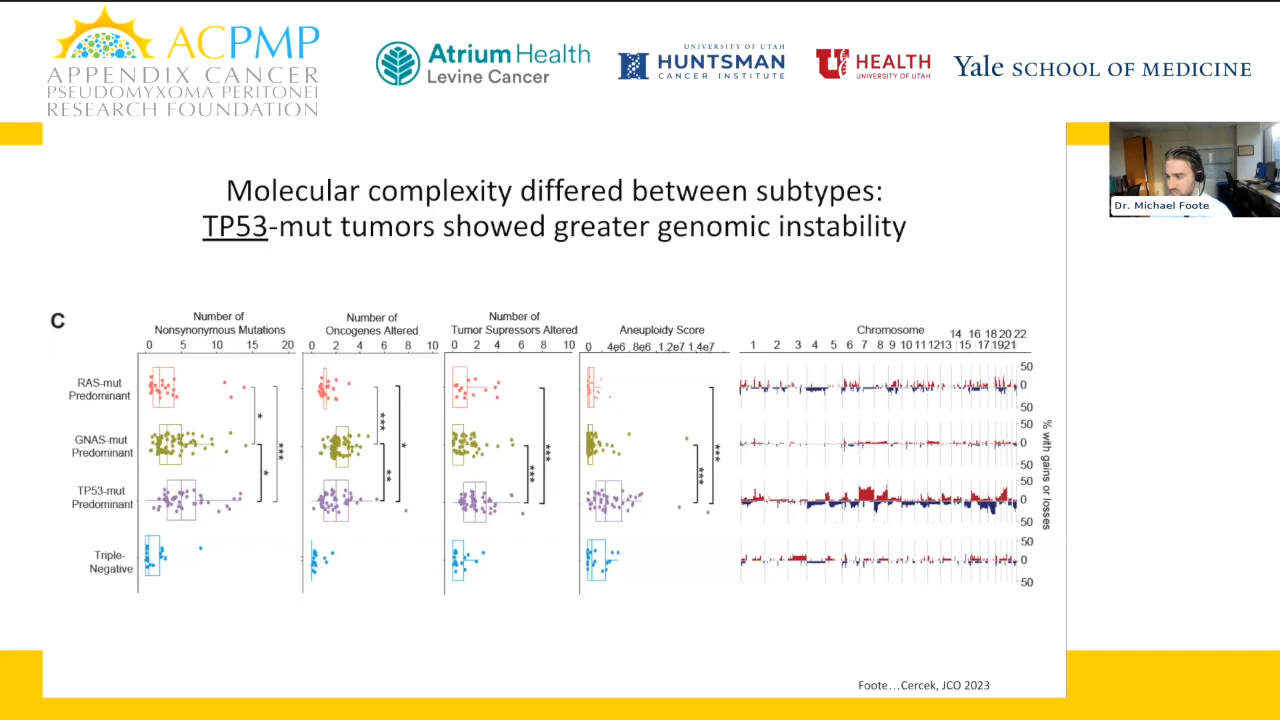 ACPMP
APPENDIX CANCER
PSEUDOMYXOMA PERITONEI
RESEARCH FOUNDATION
Atrium Health
Levine Cancer
UNIVERSITY OF UTAH
HUNTSMAN
CANCER INSTITUTE
HEALTH
UNIVERSITY OF UTAH
Yale SCHOOL OF MEDICINE
Dr. Michael Foote
Molecular complexity differed between subtypes:
TP53-mut tumors showed greater genomic instability
C
Number of
Nonsynonymous Mutations
0 5 10 15 20
Number of
Oncogenes Altered
0 2 4 6 8 10
Number of
Tumor Supressors Altered
0 2 4 6 8 10
Aneuploidy Score
0 4e6 8e6 1.2e7 1.4e7
Chromosome
14 16 18 20 22
1 2 3 4 5 6 7 8 9 10 11 12 13 15 17 19 21
RAS-mut
Predominant
GNAS-mut
Predominant
TP53-mut
Predominant
Triple-
Negative
* *** *
*** * **
*** ***
*** ***
50
0
50
50
0
50
50
0
50
50
0
50
% with gains or losses
Foote...Cercek, JCO 2023